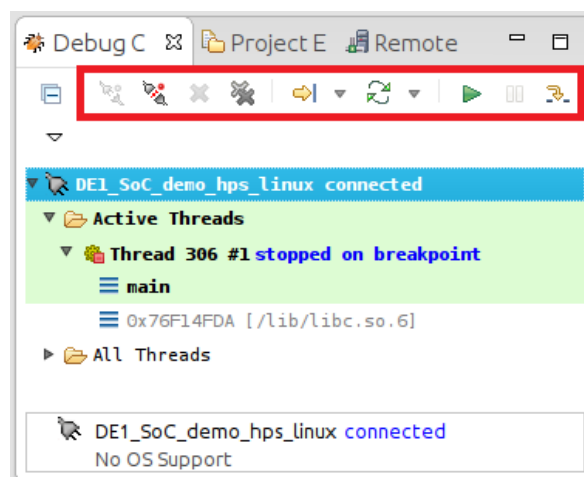 Debug C Project E Remote
DE1_SoC_demo_hps_linux connected
Active Threads
Thread 306 #1 stopped on breakpoint
main
0x76F14FDA [/lib/libc.so.6]
All Threads
DE1_SoC_demo_hps_linux connected
No OS Support